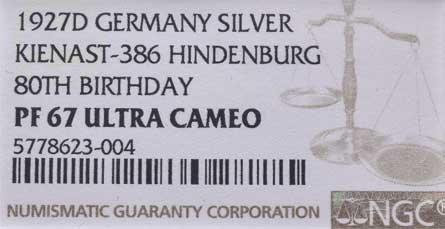 1927D GERMANY SILVER
KIENAST-386 HINDENBURG
80TH BIRTHDAY
PF 67 ULTRA CAMEO
5778623-004
NUMISMATIC GUARANTY CORPORATION
NGC®